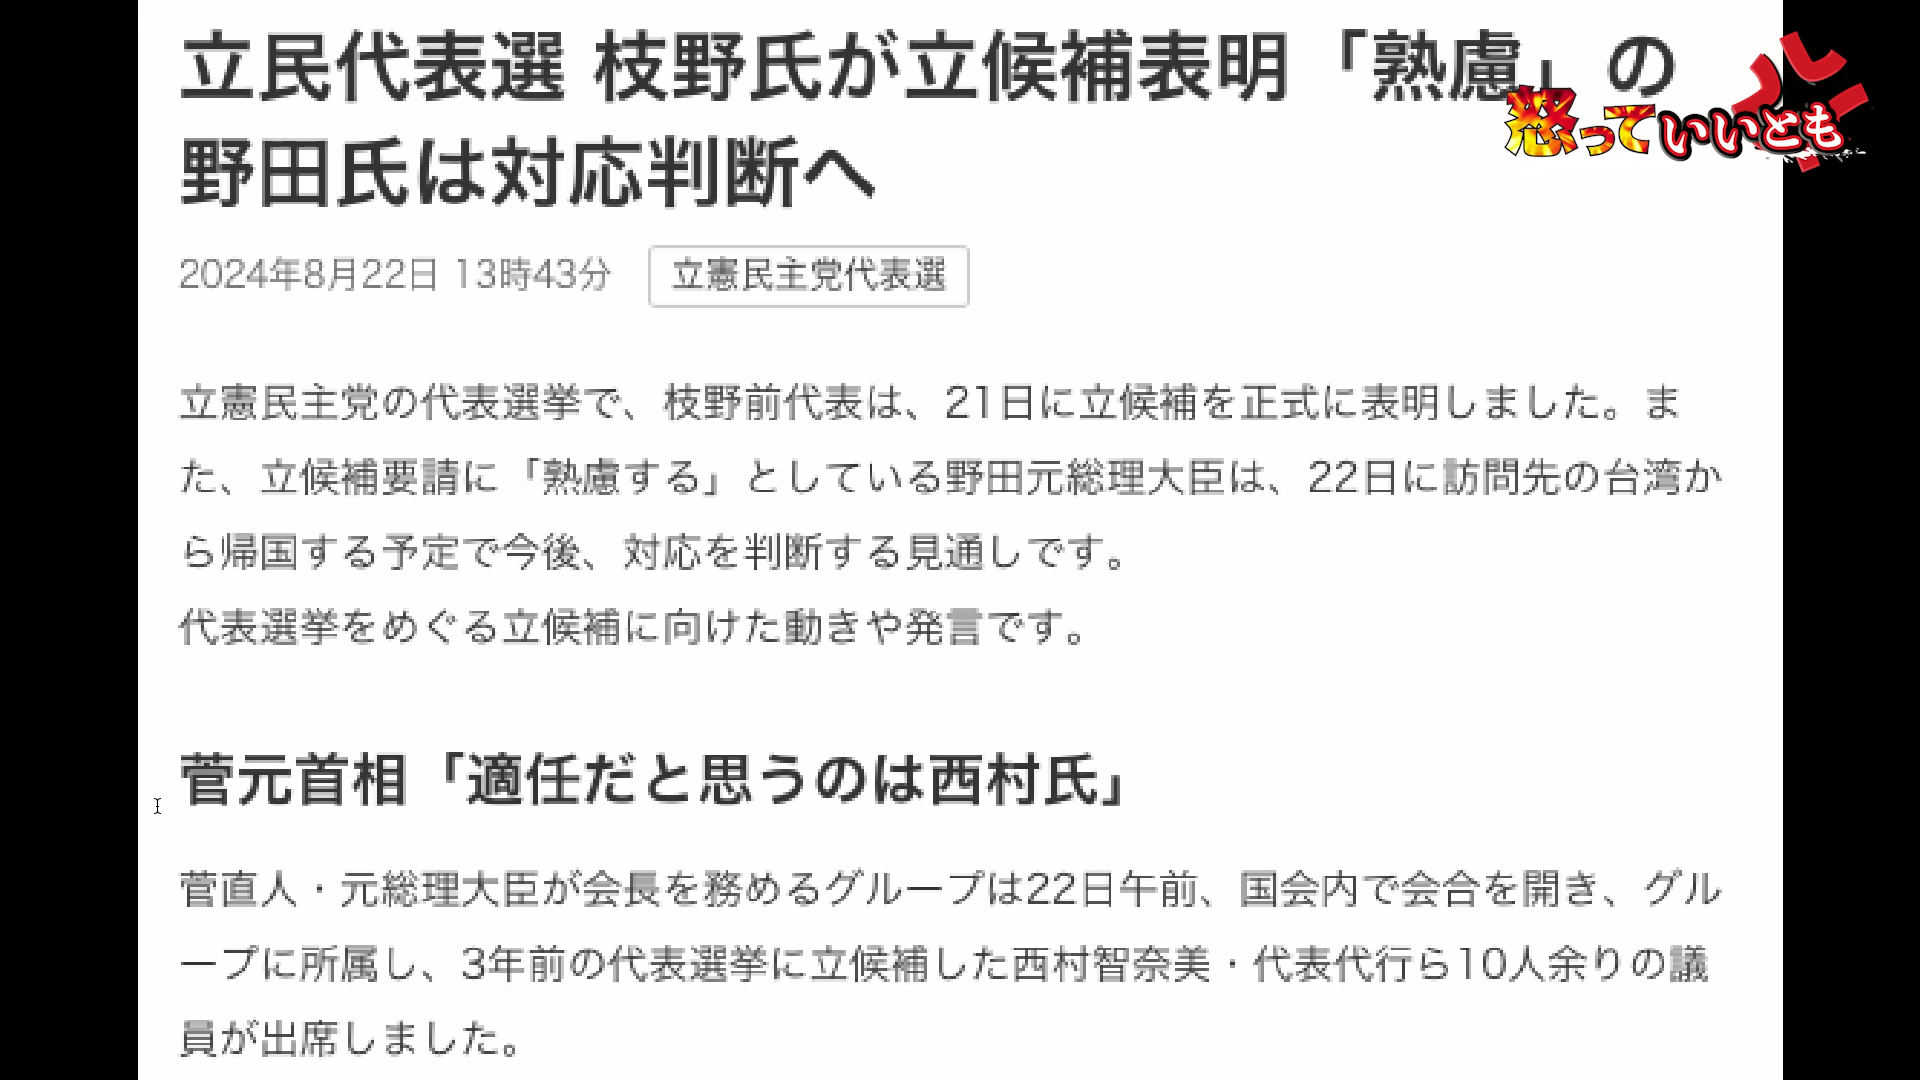 立民代表選 枝野氏が立候補表明「熟慮」の
野田氏は対応判断へ
怒っていいとも
2024年8月22日 13時43分 立憲民主党代表選
立憲民主党の代表選挙で、枝野前代表は、21日に立候補を正式に表明しました。ま
た、立候補要請に「熟慮する」としている野田元総理大臣は、22日に訪問先の台湾か
ら帰国する予定で今後、対応を判断する見通しです。
代表選挙をめぐる立候補に向けた動きや発言です。
菅元首相「適任だと思うのは西村氏」
菅直人・元総理大臣が会長を務めるグループは22日午前、国会内で会合を開き、グル
ープに所属し、3年前の代表選挙に立候補した西村智奈美・代表代行ら10人余りの議
員が出席しました。